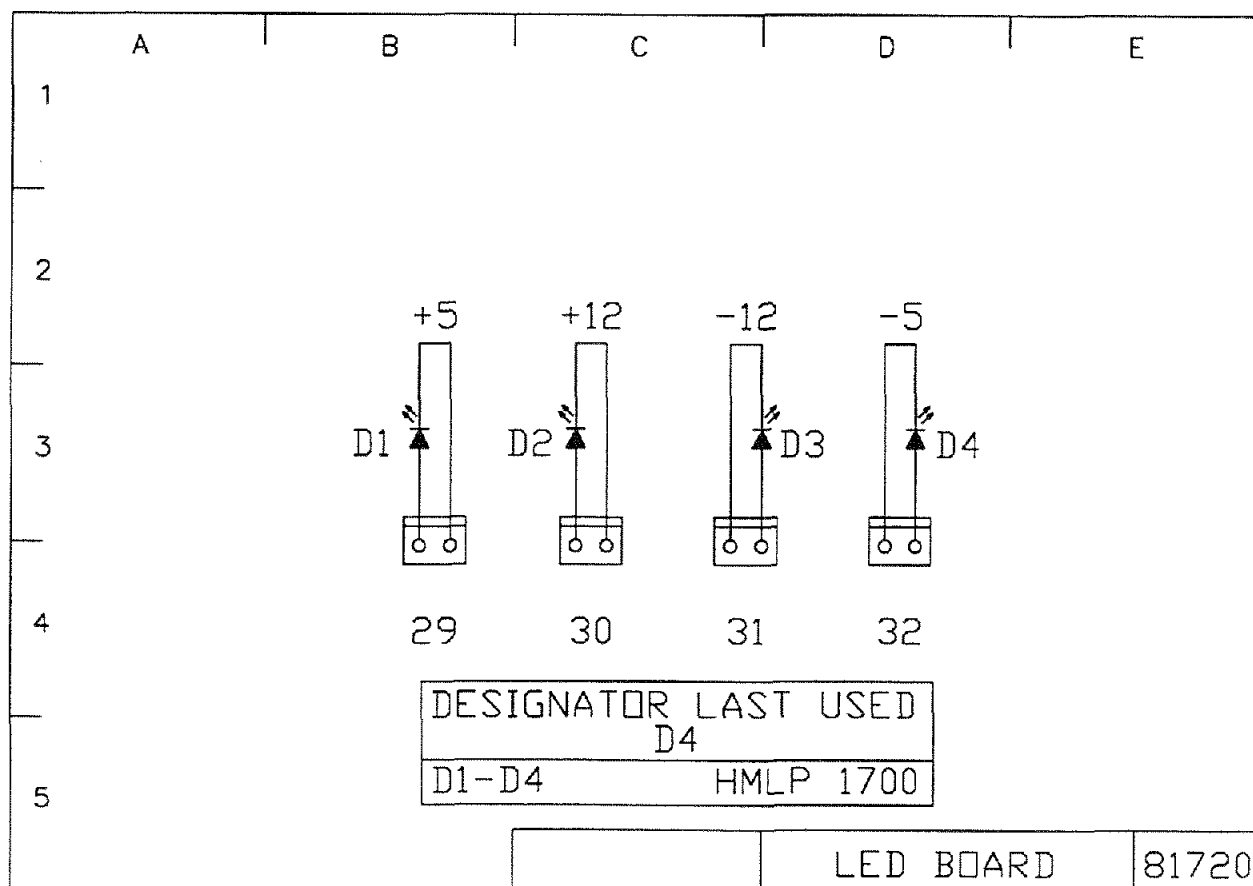 A B C D E
1
2
+5 +12 -12 -5
3
D1 D2 D3 D4
4
29 30 31 32
DESIGNATOR LAST USED
D4
D1-D4 HMLP 1700
5
LED BOARD 81720